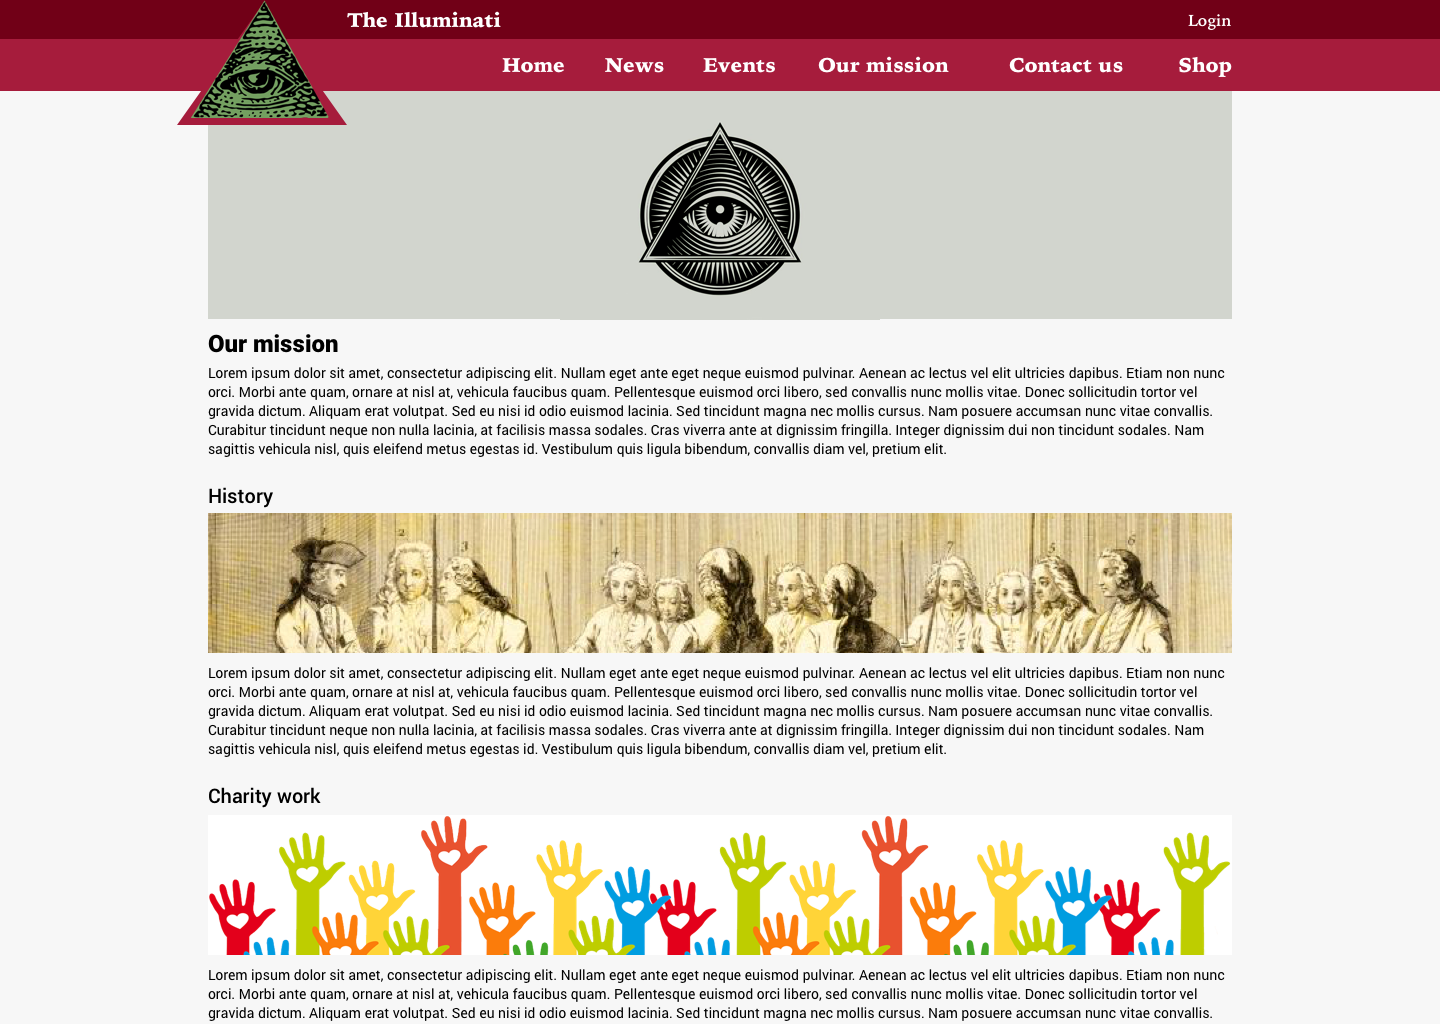 The Illuminati
Login
Home
News
Events
Our mission
Contact us
Shop
Our mission
Lorem ipsum dolor sit amet, consectetur adipiscing elit. Nullam eget ante eget neque euismod pulvinar. Aenean ac lectus vel elit ultricies dapibus. Etiam non nunc
orci. Morbi ante quam, ornare at nisl at, vehicula faucibus quam. Pellentesque euismod orci libero, sed convallis nunc mollis vitae. Donec sollicitudin tortor vel
gravida dictum. Aliquam erat volutpat. Sed eu nisi id odio euismod lacinia. Sed tincidunt magna nec mollis cursus. Nam posuere accumsan nunc vitae convallis.
Curabitur tincidunt neque non nulla lacinia, at facilisis massa sodales. Cras viverra ante at dignissim fringilla. Integer dignissim dui non tincidunt sodales. Nam
sagittis vehicula nisl, quis eleifend metus egestas id. Vestibulum quis ligula bibendum, convallis diam vel, pretium elit.
History
2
3
4
7
5
6
Lorem ipsum dolor sit amet, consectetur adipiscing elit. Nullam eget ante eget neque euismod pulvinar. Aenean ac lectus vel elit ultricies dapibus. Etiam non nunc
orci. Morbi ante quam, ornare at nisl at, vehicula faucibus quam. Pellentesque euismod orci libero, sed convallis nunc mollis vitae. Donec sollicitudin tortor vel
gravida dictum. Aliquam erat volutpat. Sed eu nisi id odio euismod lacinia. Sed tincidunt magna nec mollis cursus. Nam posuere accumsan nunc vitae convallis.
Curabitur tincidunt neque non nulla lacinia, at facilisis massa sodales. Cras viverra ante at dignissim fringilla. Integer dignissim dui non tincidunt sodales. Nam
sagittis vehicula nisl, quis eleifend metus egestas id. Vestibulum quis ligula bibendum, convallis diam vel, pretium elit.
Charity work
Lorem ipsum dolor sit amet, consectetur adipiscing elit. Nullam eget ante eget neque euismod pulvinar. Aenean ac lectus vel elit ultricies dapibus. Etiam non nunc
orci. Morbi ante quam, ornare at nisl at, vehicula faucibus quam. Pellentesque euismod orci libero, sed convallis nunc mollis vitae. Donec sollicitudin tortor vel
gravida dictum. Aliquam erat volutpat. Sed eu nisi id odio euismod lacinia. Sed tincidunt magna nec mollis cursus. Nam posuere accumsan nunc vitae convallis.